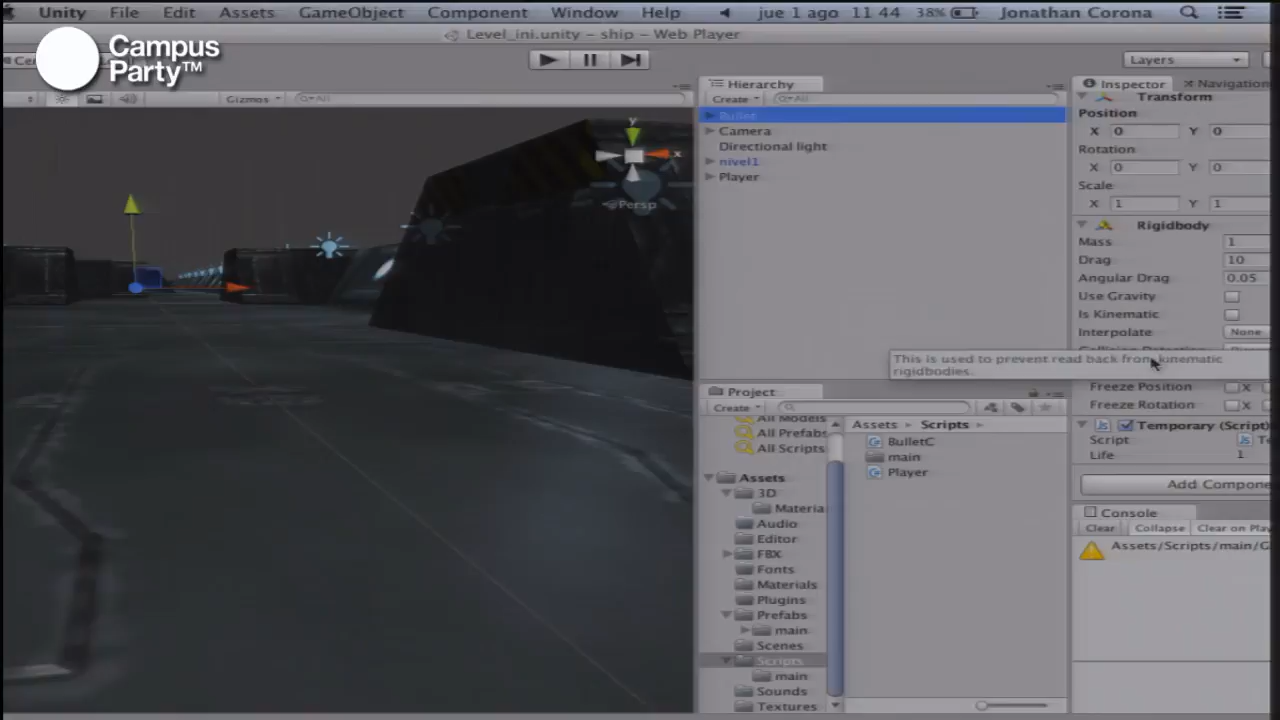 Unity File Edit Assets GameObject Component Window Help jue 1 ago 11 44 38% Jonathan Corona
Level_ini.unity - ship - Web Player
Campus
Party™
Layers
Hierarchy
Inspector Navigation
Gizmos All
Create All
Transform
Bullet
Position
Camera
X 0 Y 0
Directional light
Rotation
nivel1
X 0 Y 0
Player
Scale
X 1 Y 1
y
x
Persp
Rigidbody
Mass 1
Drag 10
Angular Drag 0.05
Use Gravity
Is Kinematic
Interpolate None
This is used to prevent read back from kinematic
rigidbodies.
Freeze Position X
Freeze Rotation X
Project
Create
Temporary (Script)
Script
Life 1
All Models
All Prefabs
All Scripts
Assets Scripts
BulletC
main
Player
Assets
3D
Materia
Audio
Editor
FBX
Fonts
Materials
Plugins
Prefabs
main
Scenes
Scripts
main
Sounds
Textures
Add Compone
Console
Clear Collapse Clear on Play
Assets/Scripts/main/G